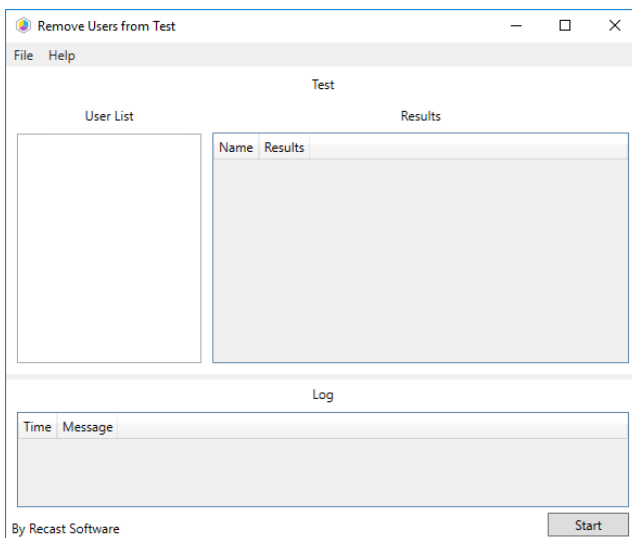 Remove Users from Test
File Help
Test
User List
Results
Name Results
Log
Time Message
By Recast Software
Start